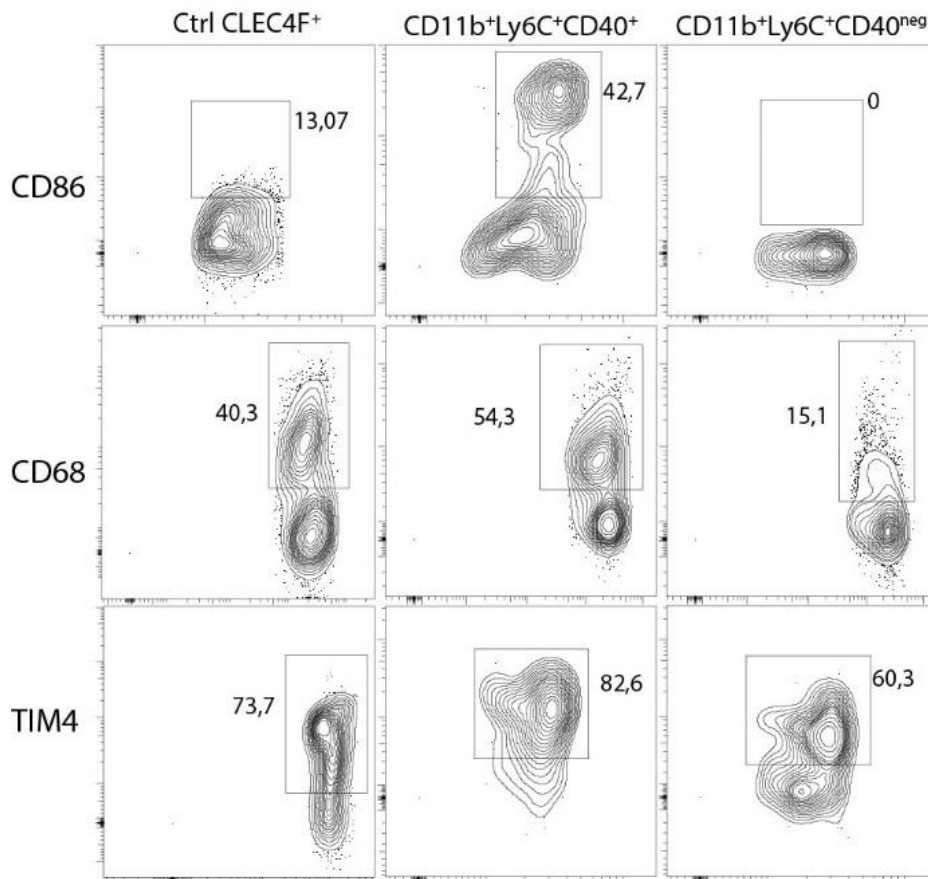 Ctrl CLEC4F⁺ CD11b⁺Ly6C⁺CD40⁺ CD11b⁺Ly6C⁺CD40ⁿᵉᵍ
CD86 13,07 42,7 0
CD68 40,3 54,3 15,1
TIM4 73,7 82,6 60,3